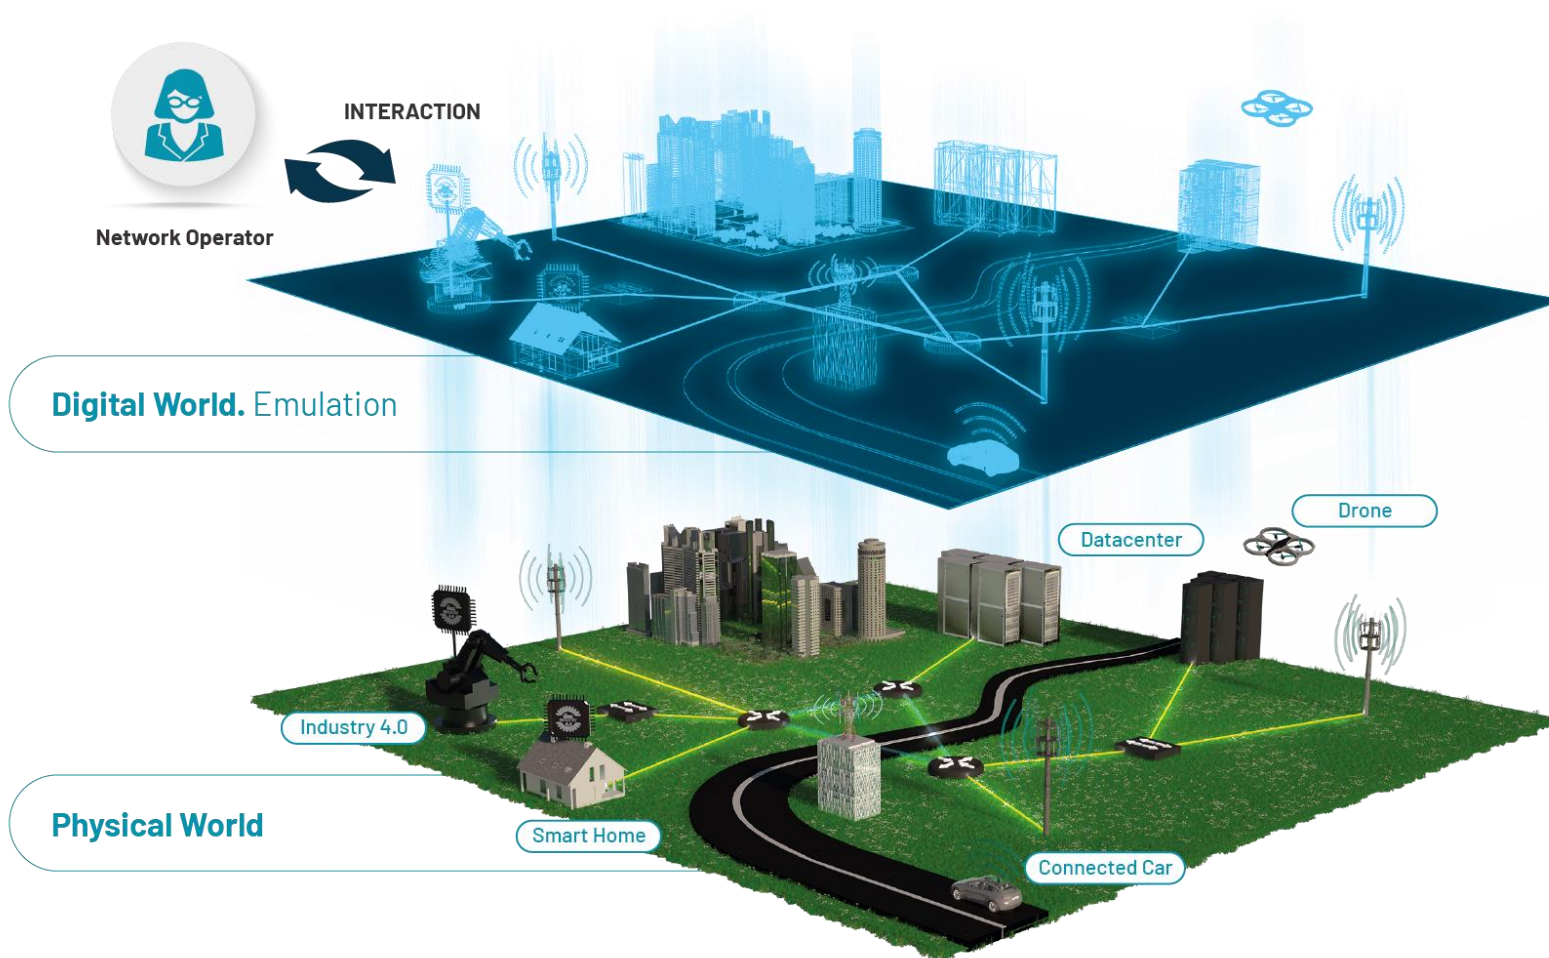 INTERACTION
Network Operator
Digital World. Emulation
Drone
Datacenter
Industry 4.0
Physical World
Smart Home
Connected Car